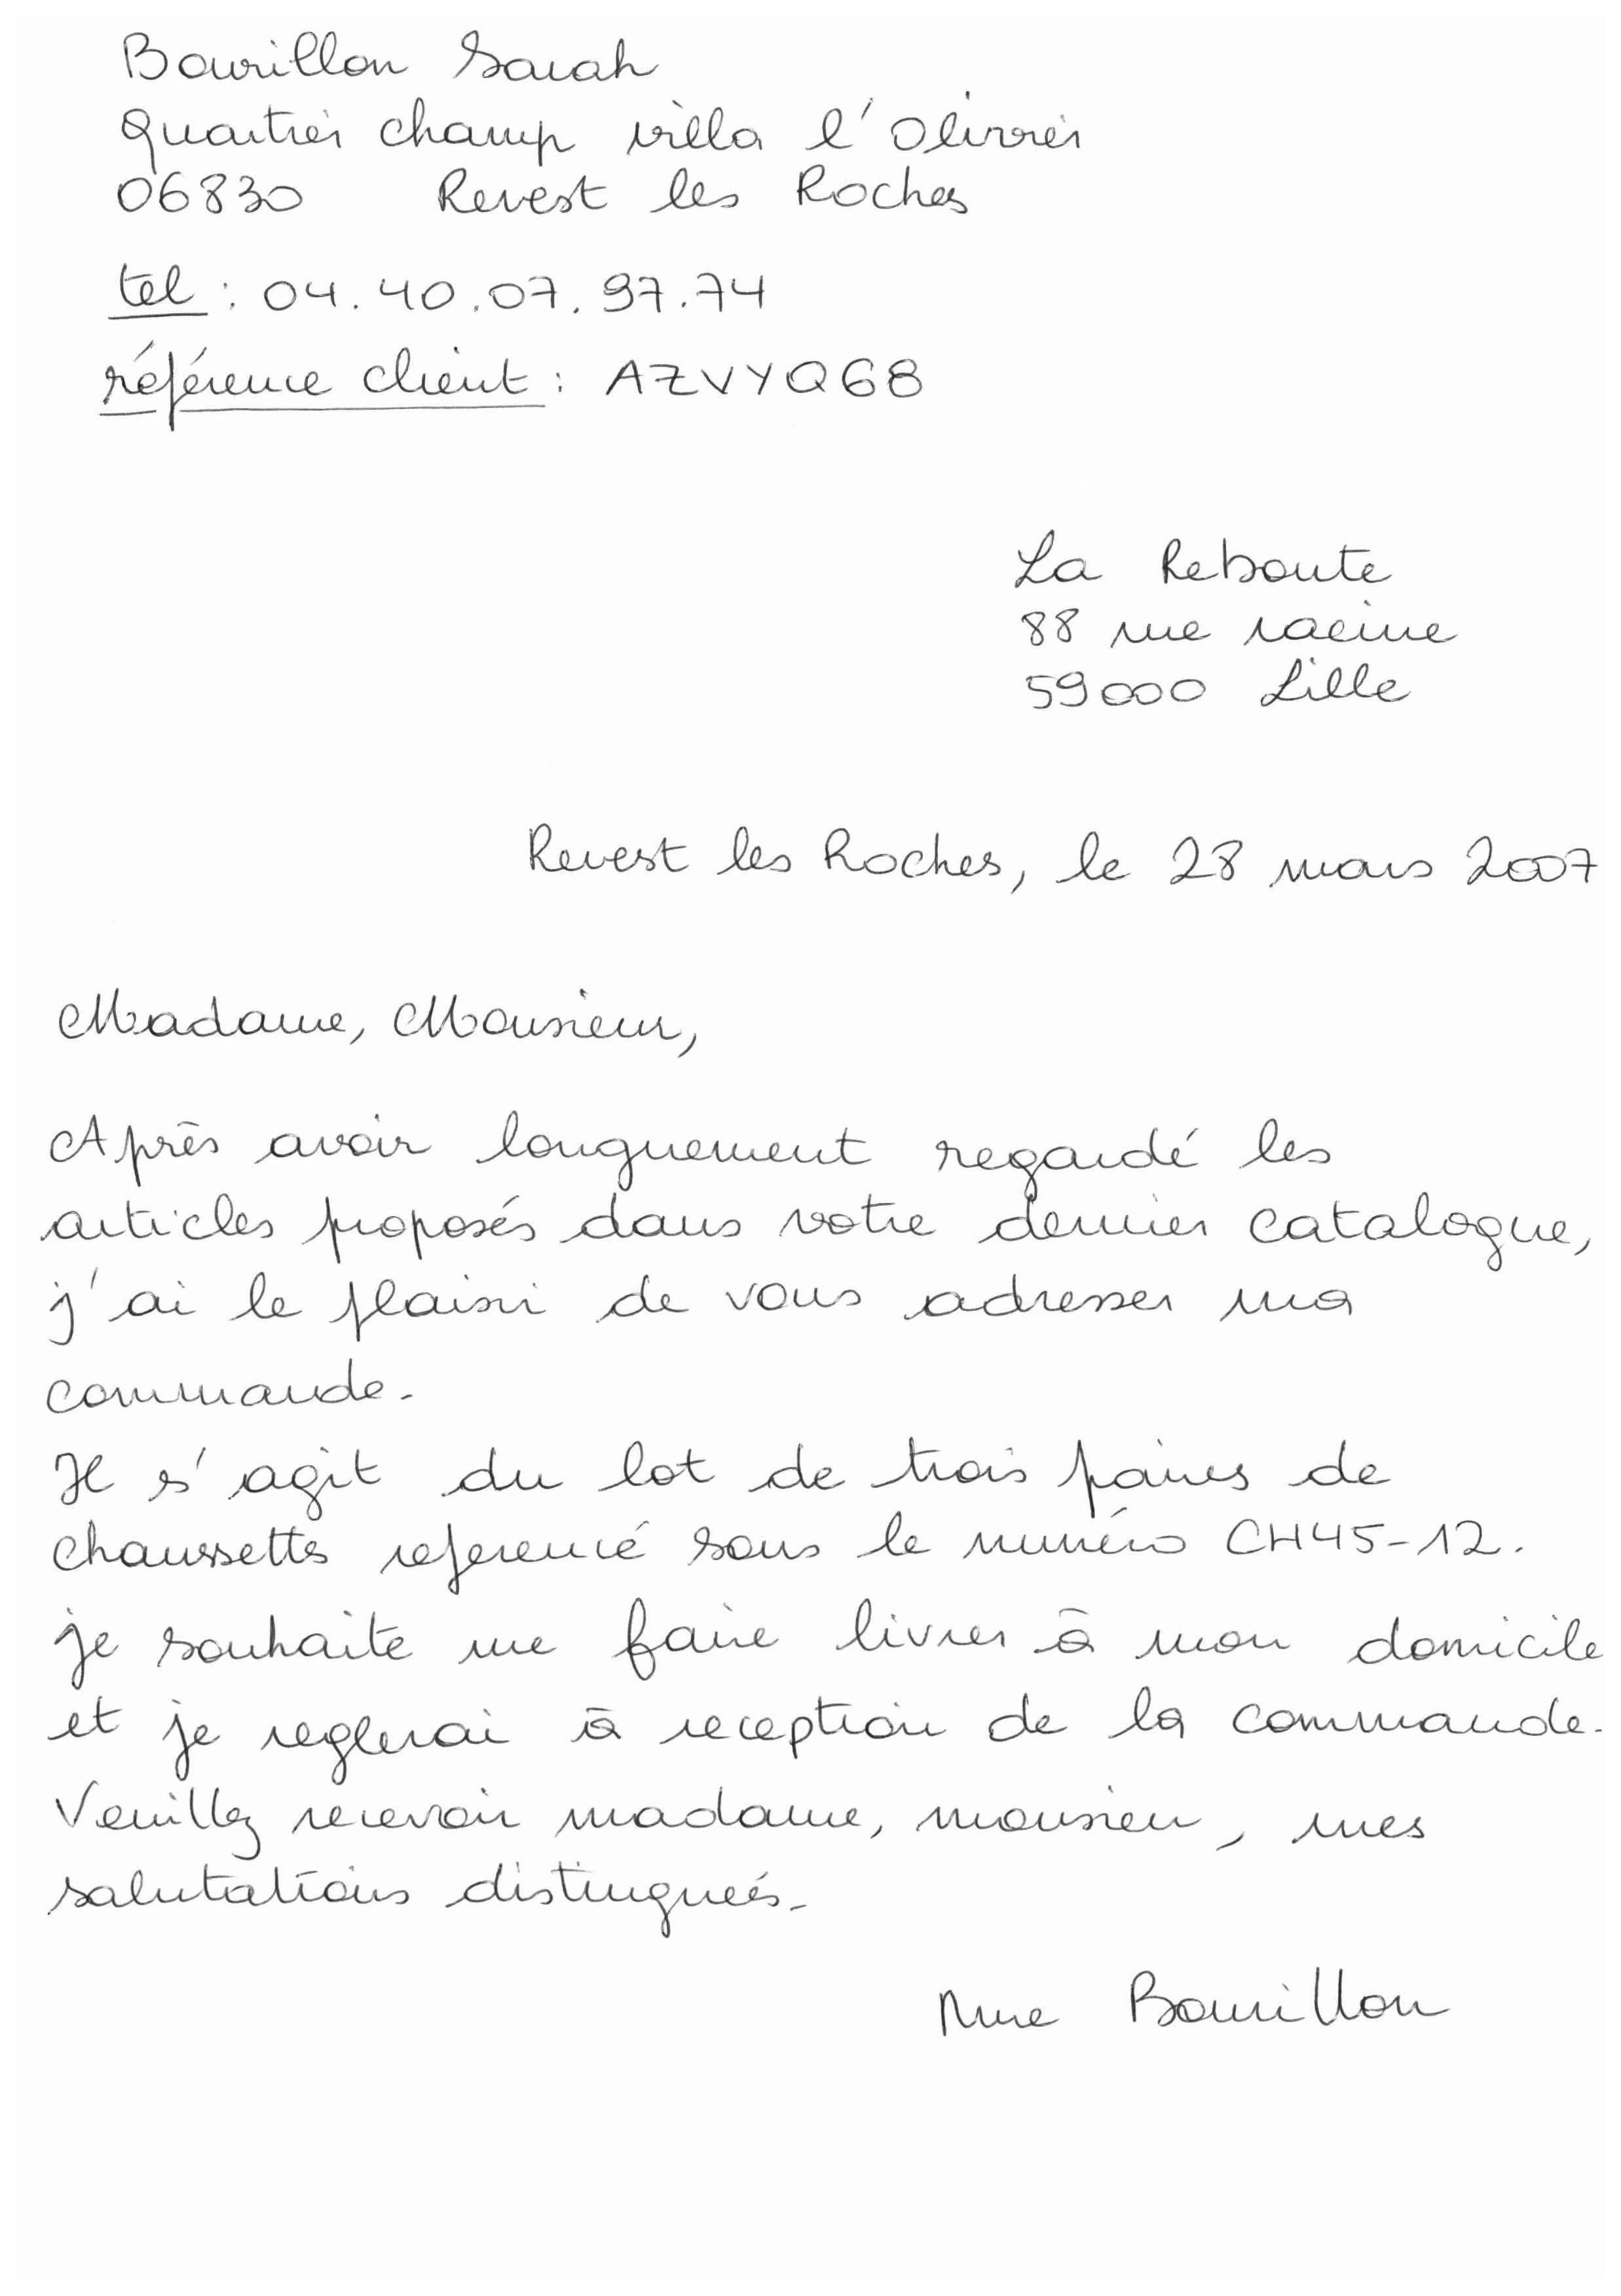 Bourillon Sarah
Quartier champ villa l'Olivier
06830 Revest les Roches
tel : 04.40.07.97.74
référence client : AZVYQ68
La Reboute
88 rue racine
59000 Lille
Revest les Roches, le 28 mars 2007
Madame, Monsieur,
Après avoir longuement regardé les
articles proposés dans votre dernier catalogue,
j'ai le plaisir de vous adresser ma
commande.
Il s'agit du lot de trois paires de
chaussettes referencé sous le numéro CH45-12.
je souhaite me faire livrer à mon domicile
et je reglerai à reception de la commande.
Veuillez recevoir madame, monsieur, mes
salutations distinguées.
Mme Bourillon